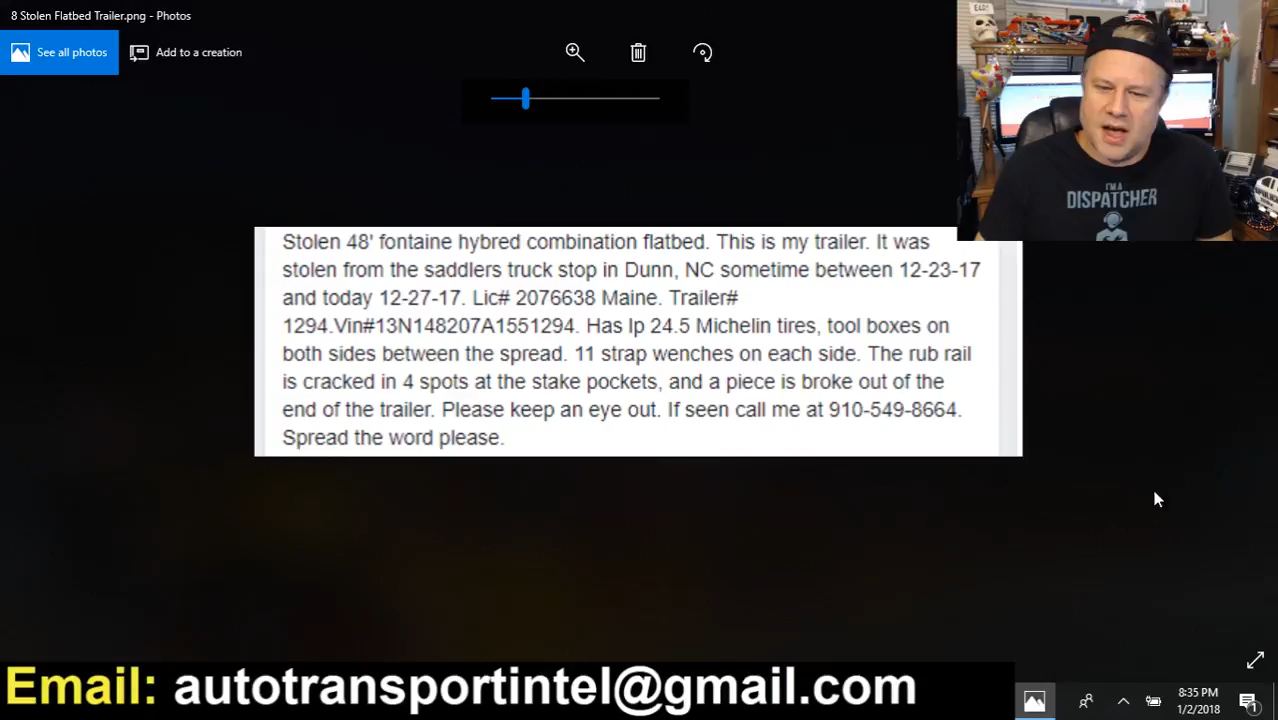 8 Stolen Flatbed Trailer.png - Photos
See all photos
Add to a creation
ELD!
I'M A
DISPATCHER
Stolen 48' fontaine hybred combination flatbed. This is my trailer. It was
stolen from the saddlers truck stop in Dunn, NC sometime between 12-23-17
and today 12-27-17. Lic# 2076638 Maine. Trailer#
1294.Vin#13N148207A1551294. Has lp 24.5 Michelin tires, tool boxes on
both sides between the spread. 11 strap wenches on each side. The rub rail
is cracked in 4 spots at the stake pockets, and a piece is broke out of the
end of the trailer. Please keep an eye out. If seen call me at 910-549-8664.
Spread the word please.
Email: autotransportintel@gmail.com
8:35 PM
1/2/2018
1